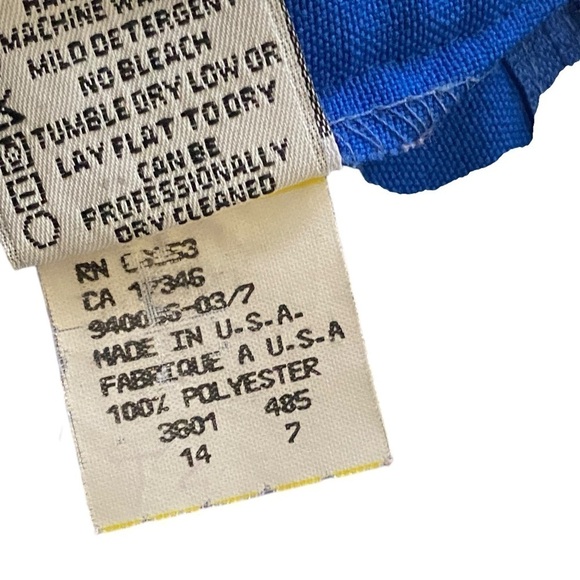 MACHINE
MILD DETERGENT
NO BLEACH
TUMBLE DRY LOW OR
LAY FLAT TO DRY
CAN BE
PROFESSIONALLY
DRY CLEANED
RN
CA
MADE IN U.S.A.
FABRIQUE A U.S.A
100% POLYESTER
3601 485
14 7